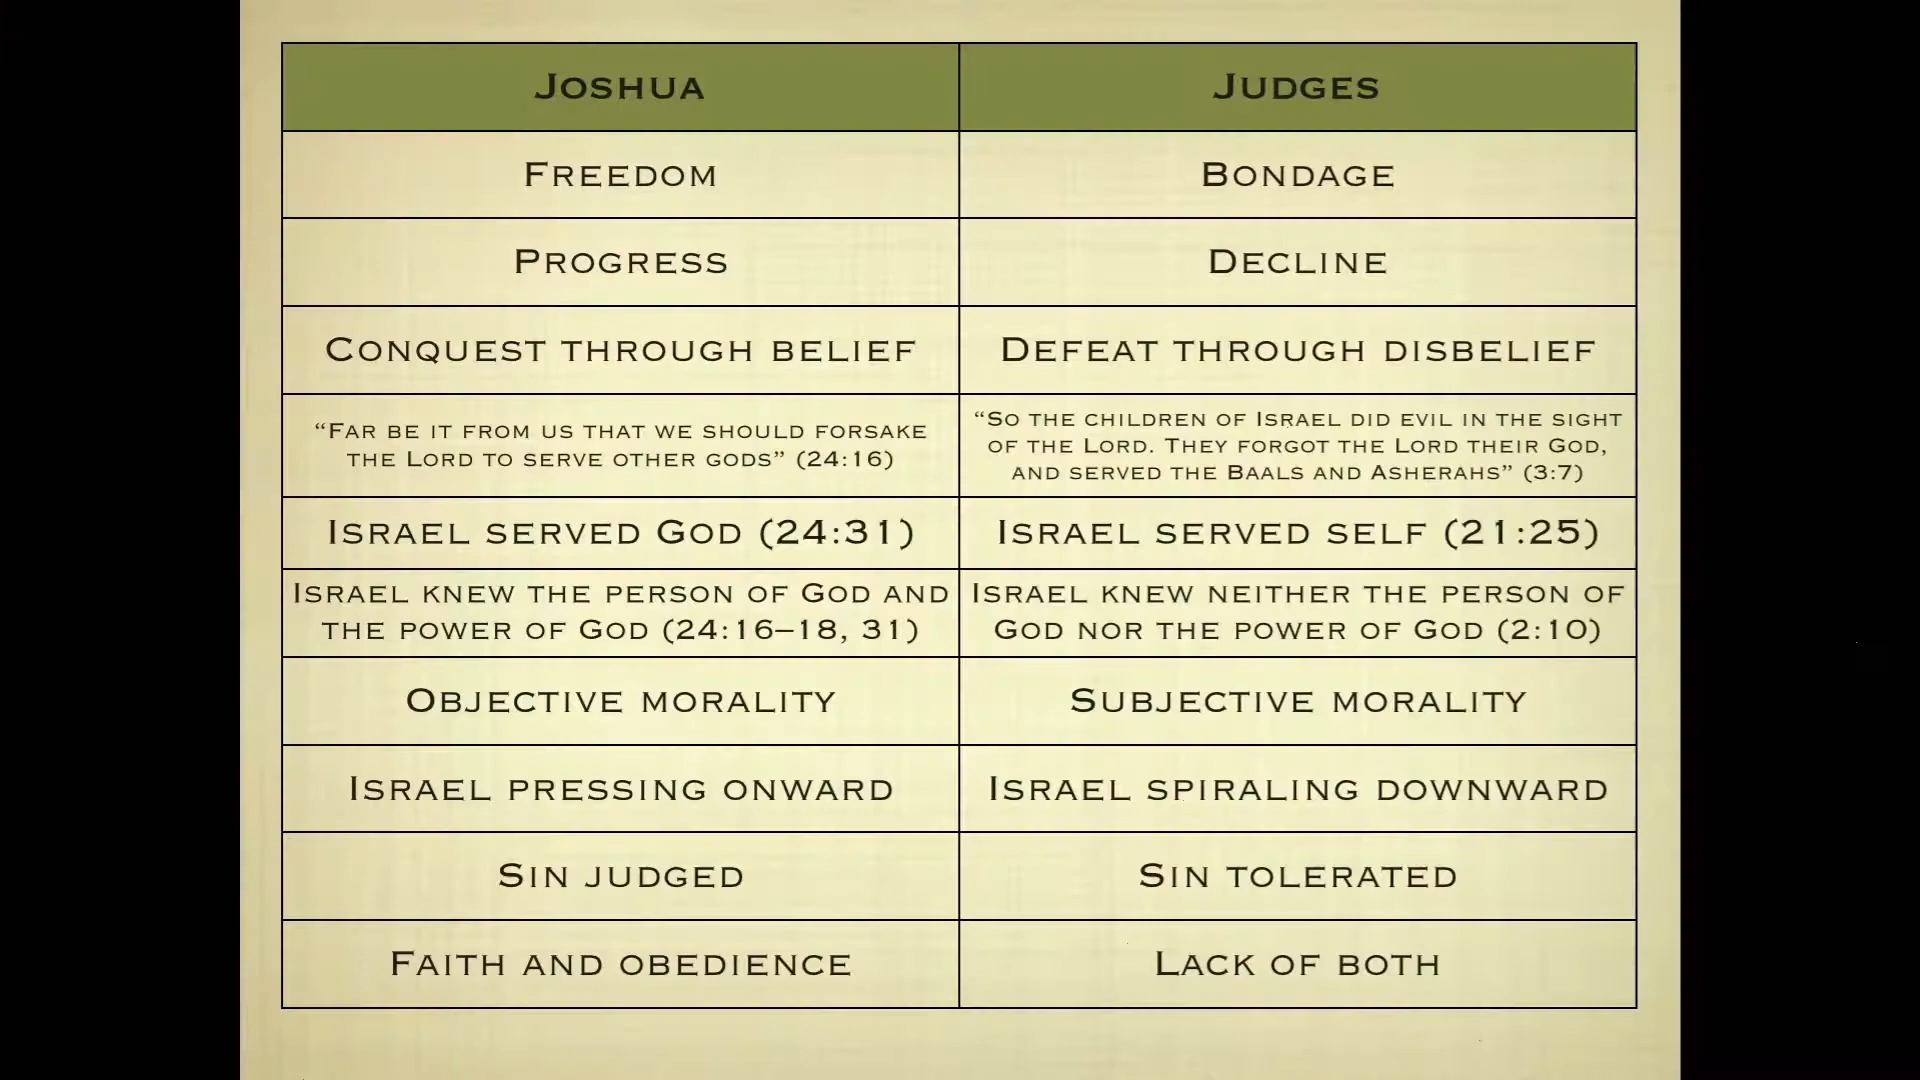 Joshua
Judges
Freedom
Bondage
Progress
Decline
Conquest through belief
Defeat through disbelief
“Far be it from us that we should forsake
the Lord to serve other gods” (24:16)
“So the children of Israel did evil in the sight
of the Lord. They forgot the Lord their God,
and served the Baals and Asherahs” (3:7)
Israel served God (24:31)
Israel served self (21:25)
Israel knew the person of God and
the power of God (24:16–18, 31)
Israel knew neither the person of
God nor the power of God (2:10)
Objective morality
Subjective morality
Israel pressing onward
Israel spiraling downward
Sin judged
Sin tolerated
Faith and obedience
Lack of both